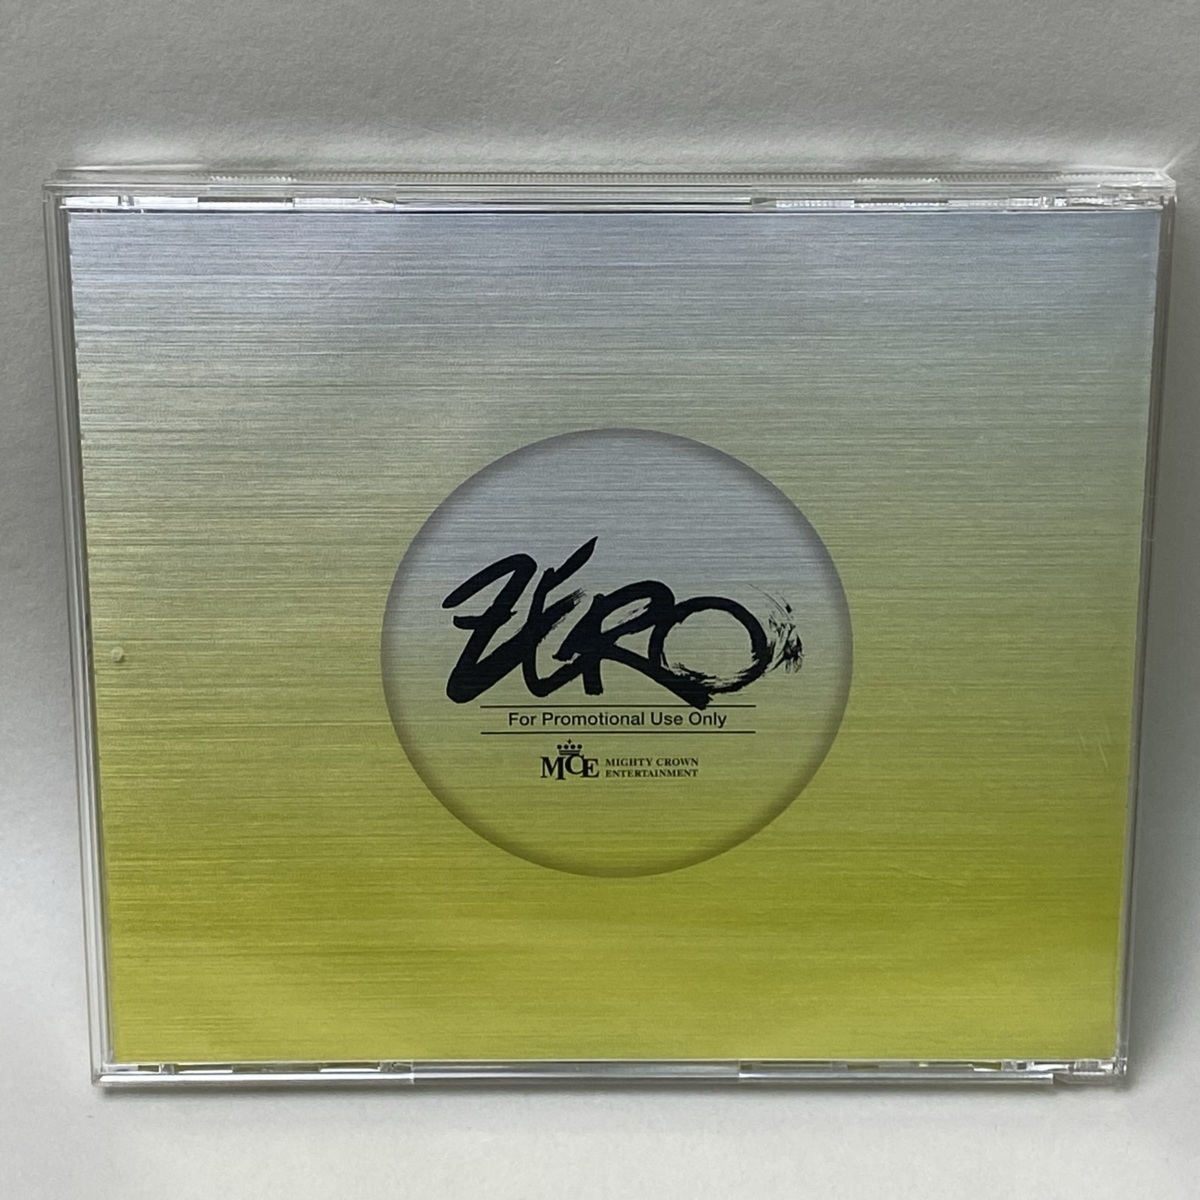 ZERO
For Promotional Use Only
MCE MIGHTY CROWN
ENTERTAINMENT